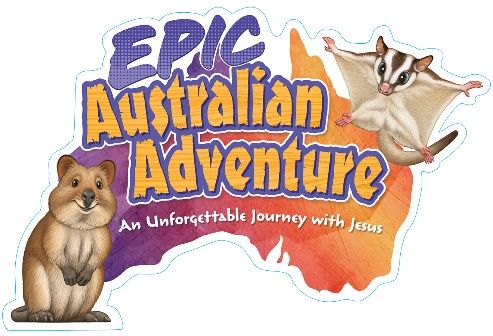 EPIC
Australian
Adventure
An Unforgettable Journey with Jesus